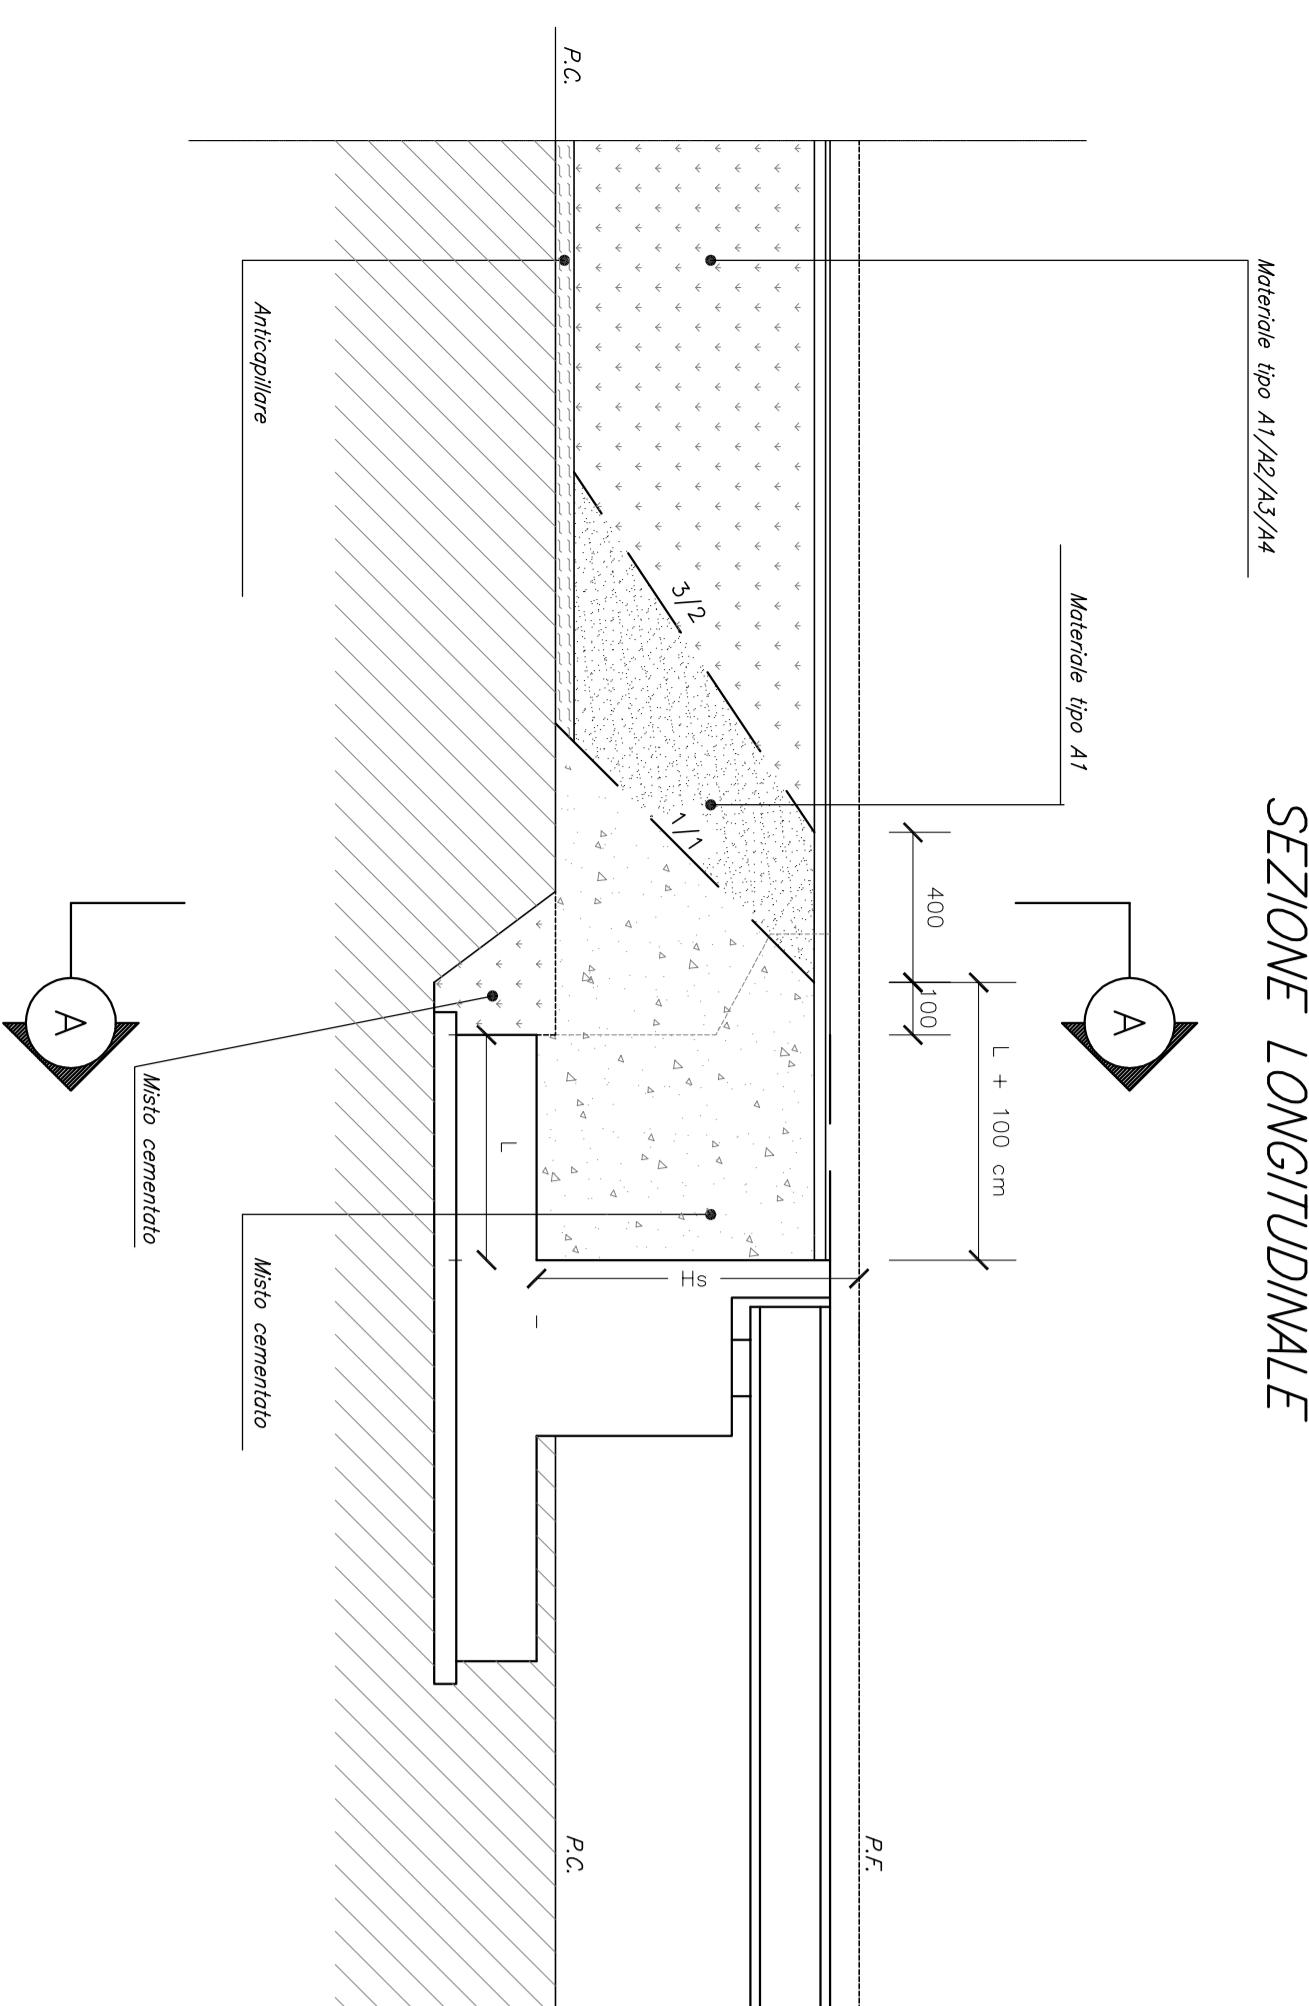 SEZIONE LONGITUDINALE
Materiale tipo A1/A2/A3/A4
Materiale tipo A1
A
400
100
L + 100 cm
P.F.
P.C.
3/2
1/1
Hs
L
P.C.
Anticapillare
Misto cementato
Misto cementato
A